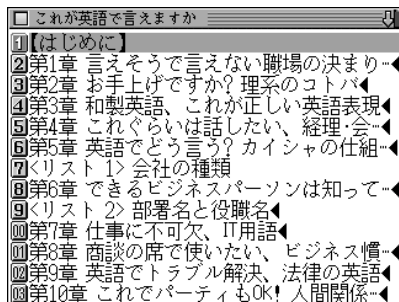 これが英語で言えますか
1【はじめに】
2第1章 言えそうで言えない職場の決まり…
3第2章 お手上げですか? 理系のコトバ
4第3章 和製英語、これが正しい英語表現
5第4章 これぐらいは話したい、経理・会…
6第5章 英語でどう言う? カイシャの仕組…
7<リスト 1> 会社の種類
8第6章 できるビジネスパーソンは知って…
9<リスト 2> 部署名と役職名
00第7章 仕事に不可欠、IT用語
01第8章 商談の席で使いたい、ビジネス慣…
02第9章 英語でトラブル解決、法律の英語
03第10章 これでパーティもOK! 人間関係…